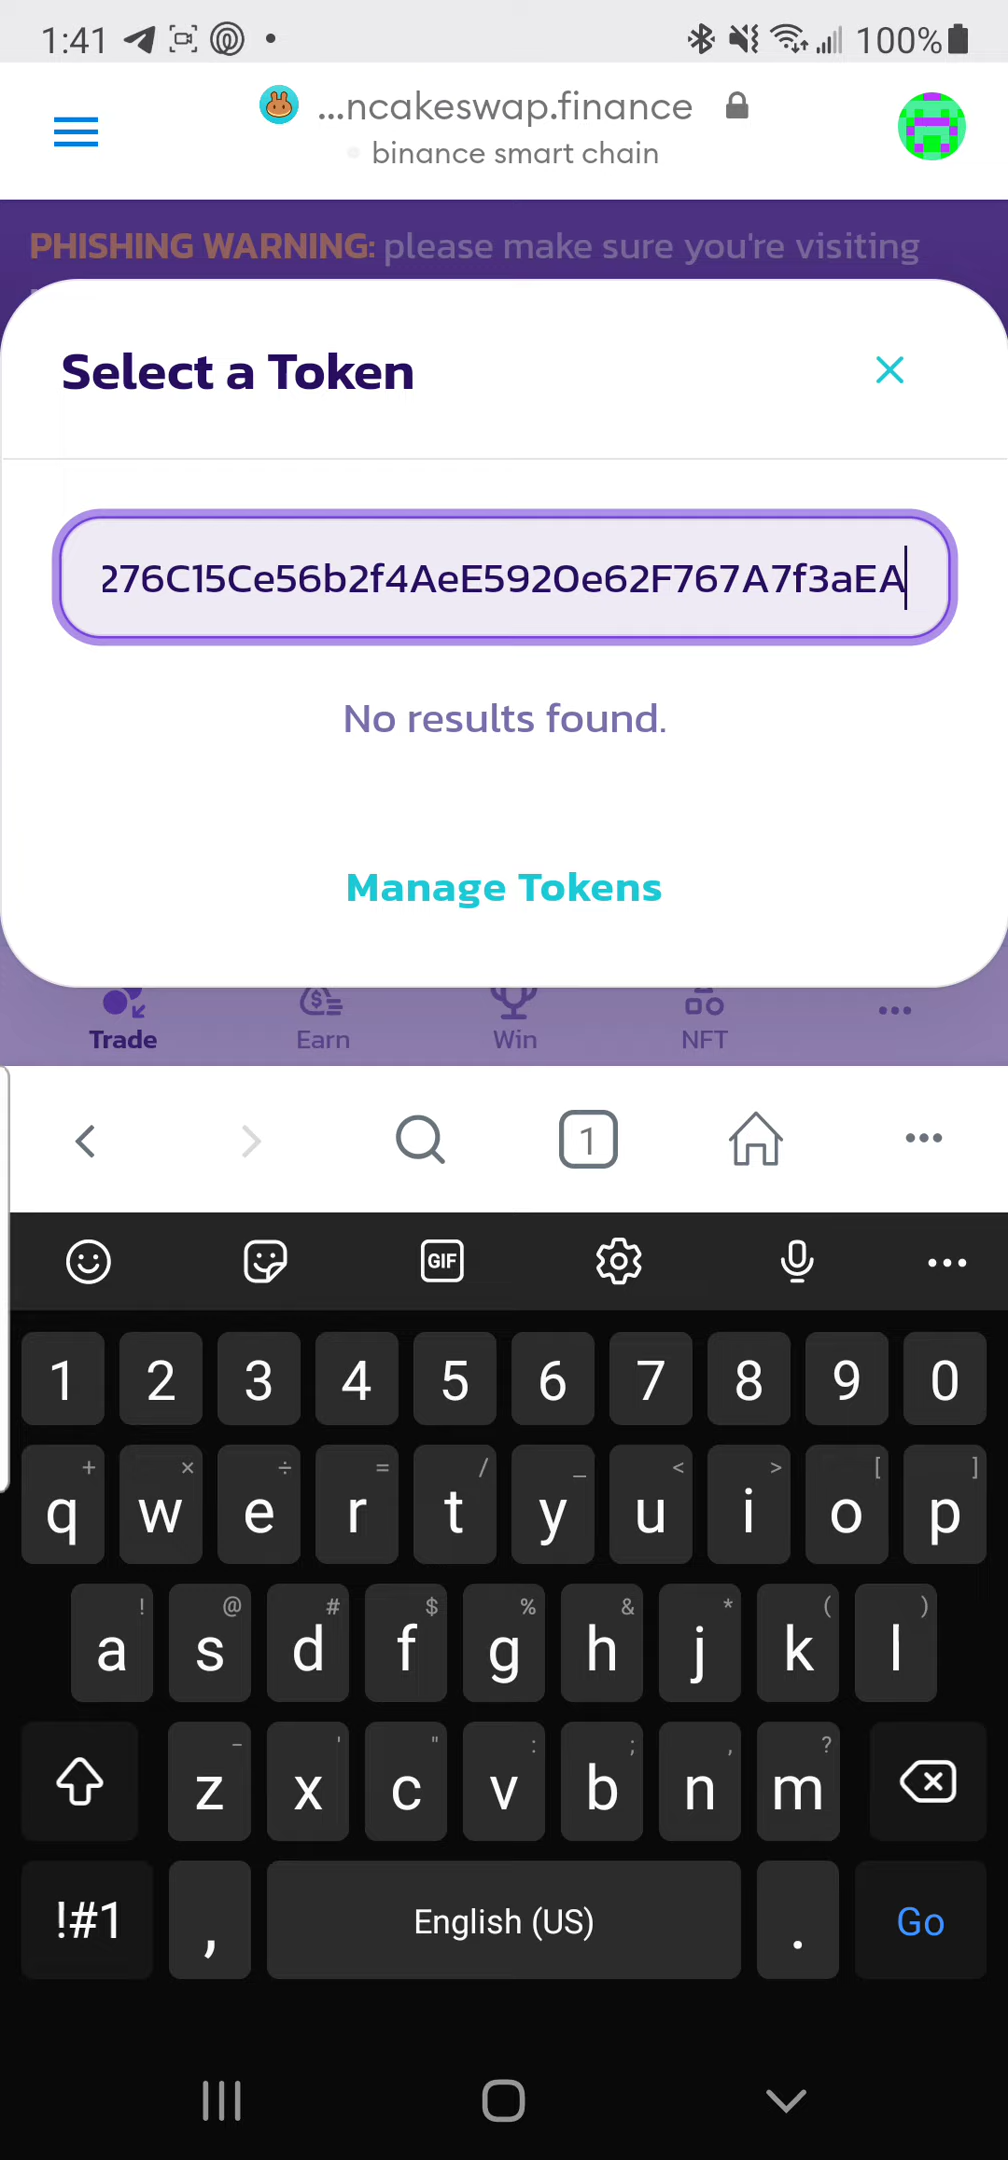 1:41
100%
...ncakeswap.finance
binance smart chain
PHISHING WARNING: please make sure you're visiting
Select a Token
276C15Ce56b2f4AeE5920e62F767A7f3aEA
No results found.
Manage Tokens
Trade Earn Win NFT
1
GIF
1 2 3 4 5 6 7 8 9 0
+ × ÷ = / _ < > [ ]
q w e r t y u i o p
! @ # $ % & * ( )
a s d f g h j k l
- ' " : ; , ?
z x c v b n m
!#1 , English (US) . Go